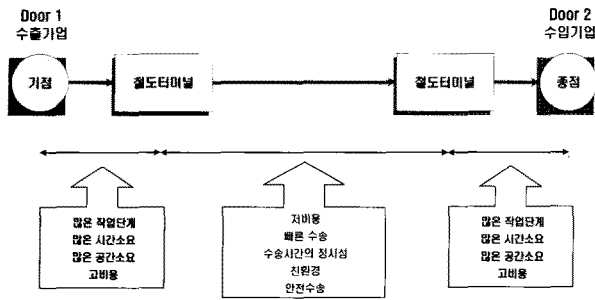 Door 1
수출기업
Door 2
수입기업
기점
철도터미널
철도터미널
종점
많은 작업단계
많은 시간소요
많은 공간소요
고비용
저비용
빠른 수송
수송시간의 정시성
친환경
안전수송
많은 작업단계
많은 시간소요
많은 공간소요
고비용